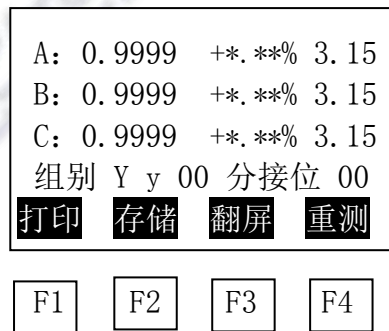 A: 0.9999 +*.**% 3.15
B: 0.9999 +*.**% 3.15
C: 0.9999 +*.**% 3.15
组别 Y y 00 分接位 00
打印 存储 翻屏 重测
F1 F2 F3 F4